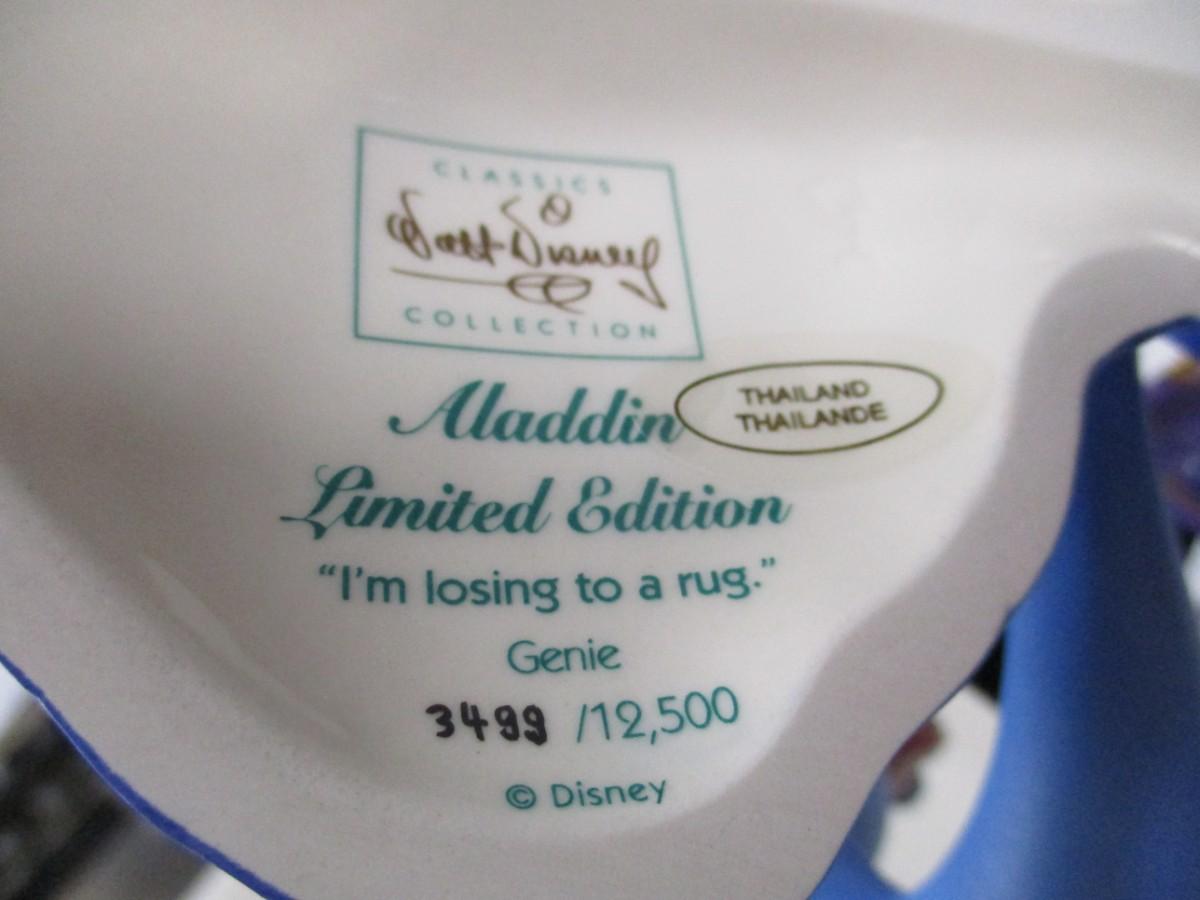 CLASSICS
Walt Disney
COLLECTION
Aladdin
THAILAND
THAILANDE
Limited Edition
“I'm losing to a rug.”
Genie
3499 /12,500
© Disney